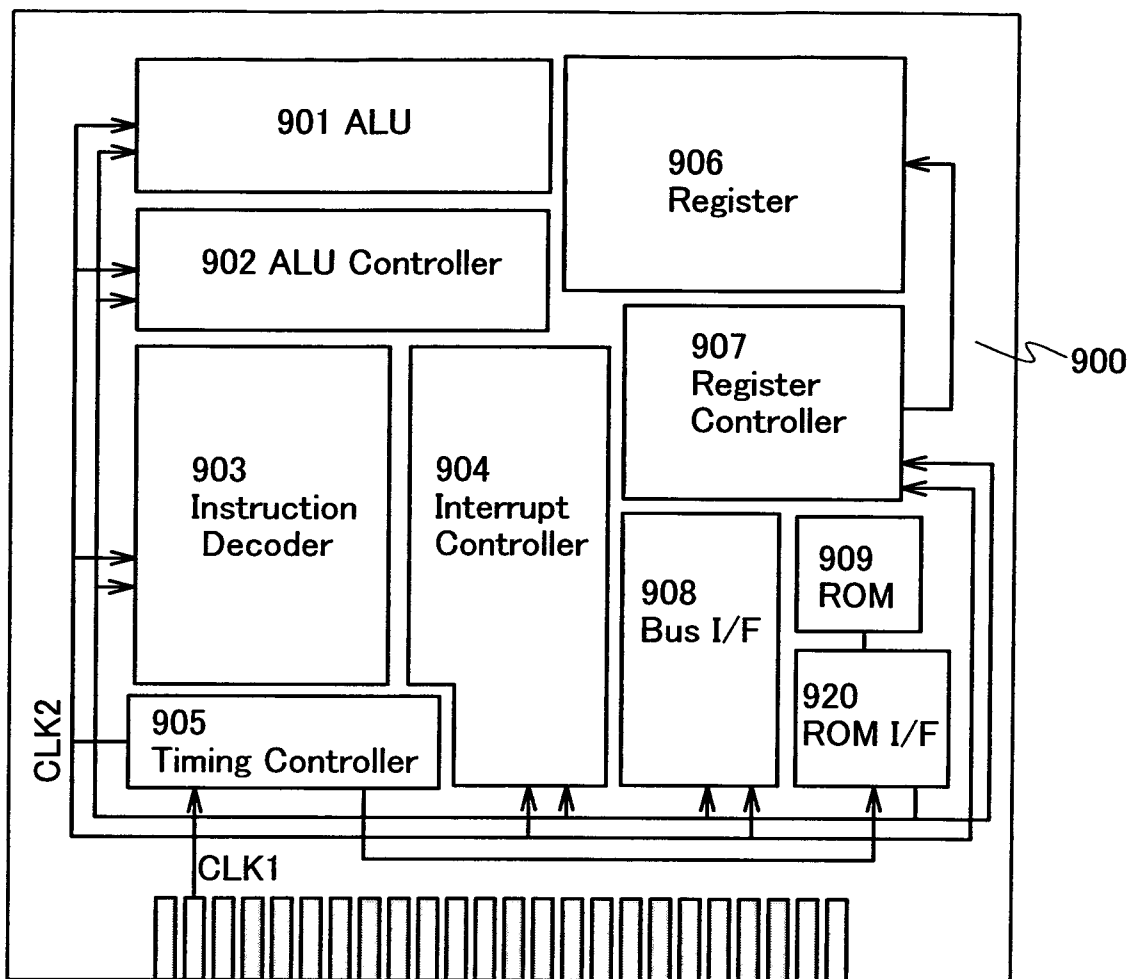 901 ALU
902 ALU Controller
903
Instruction
Decoder
904
Interrupt
Controller
905
Timing Controller
906
Register
907
Register
Controller
908
Bus I/F
909
ROM
920
ROM I/F
900
CLK2
CLK1